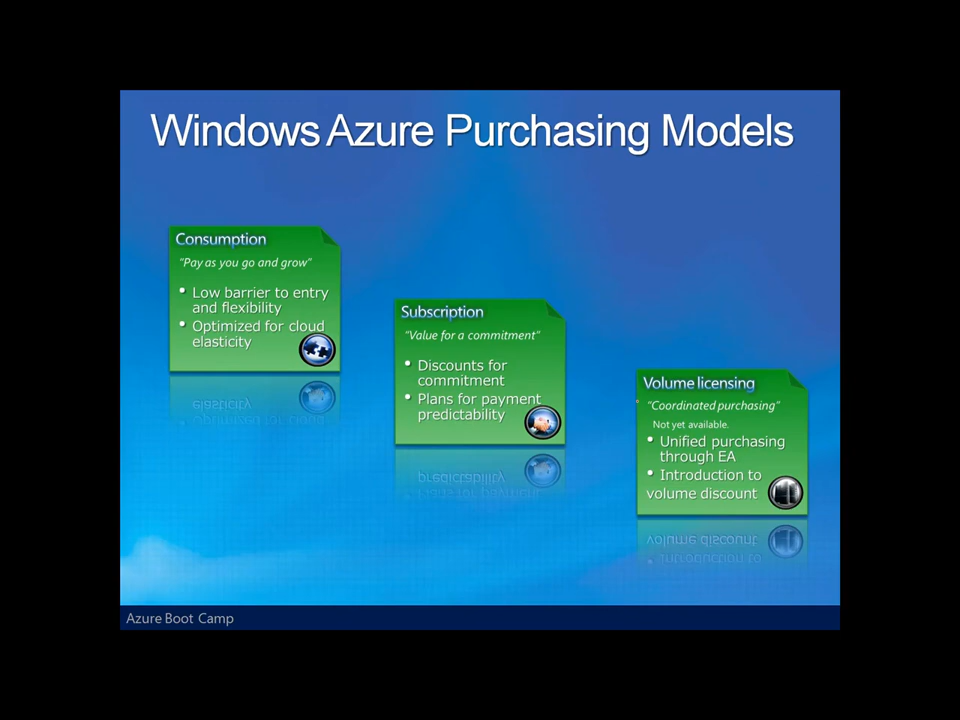 Windows Azure Purchasing Models
Consumption
"Pay as you go and grow"
• Low barrier to entry
and flexibility
• Optimized for cloud
elasticity
Subscription
"Value for a commitment"
• Discounts for
commitment
• Plans for payment
predictability
Volume licensing
"Coordinated purchasing"
Not yet available.
• Unified purchasing
through EA
• Introduction to
volume discount
Azure Boot Camp